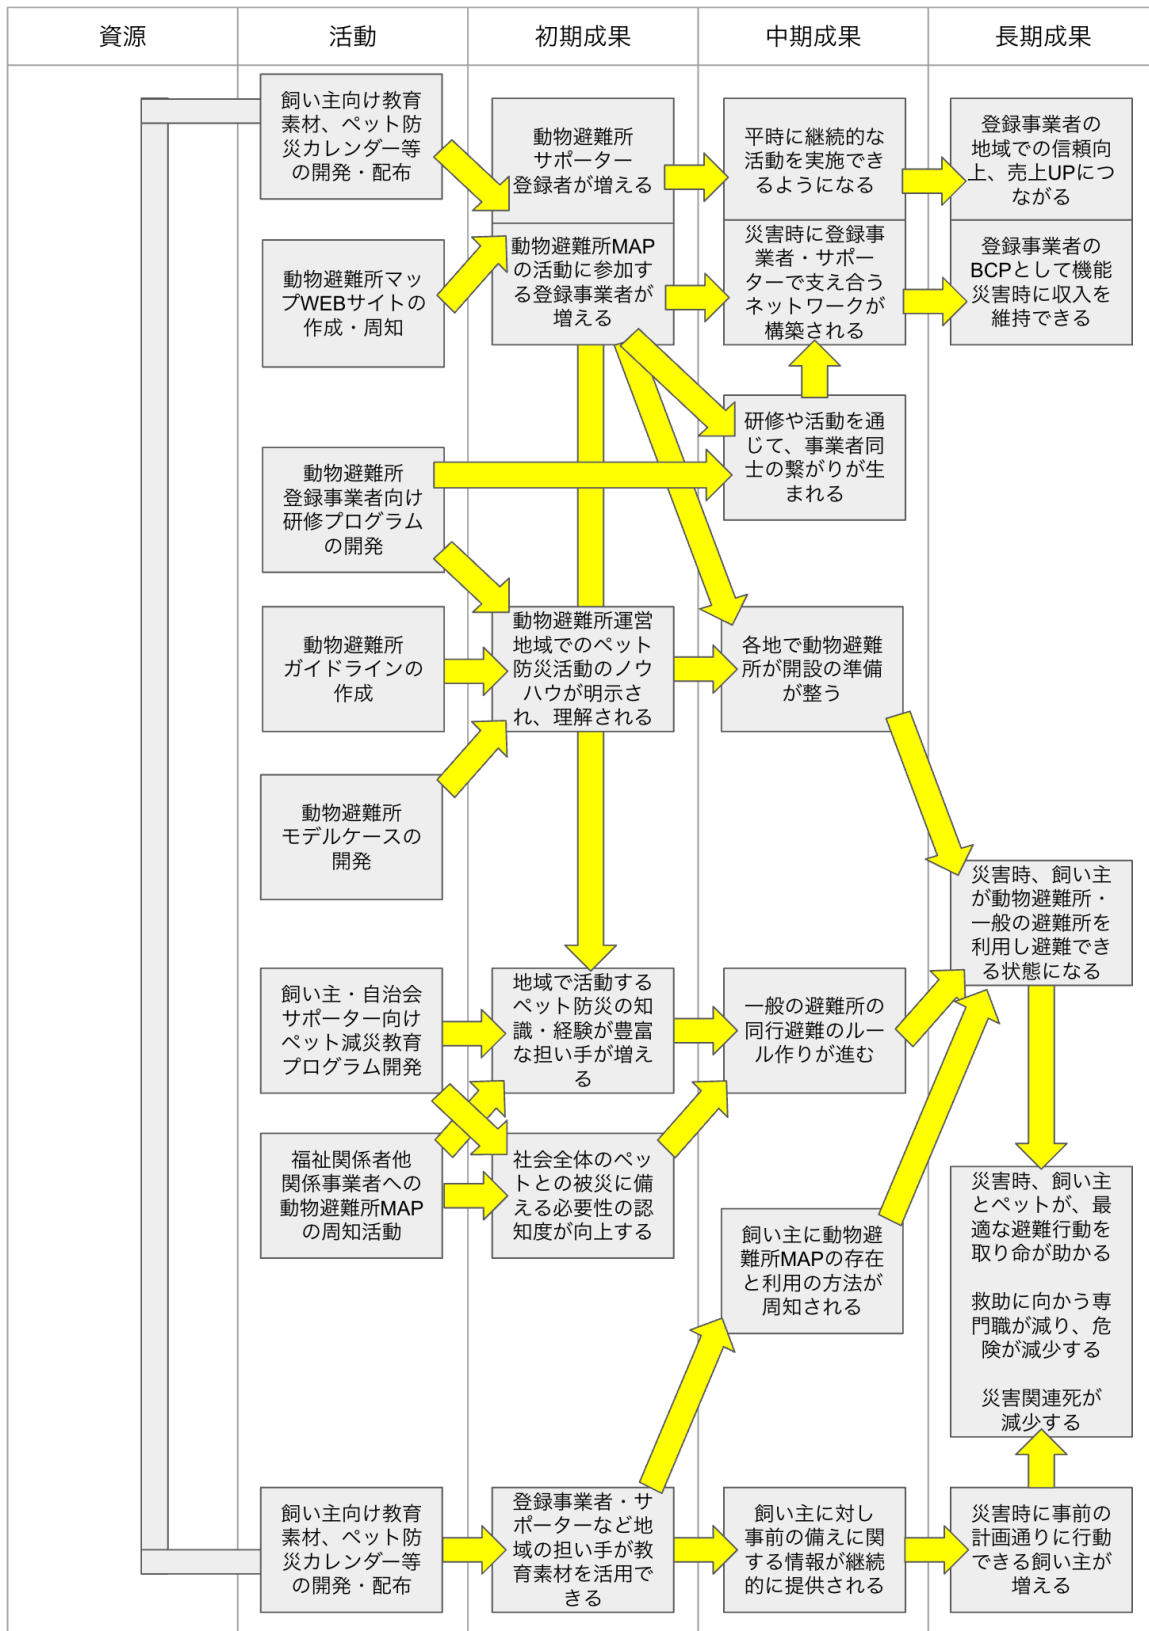 資源
活動
初期成果
中期成果
長期成果
飼い主向け教育
素材、ペット防
災カレンダー等
の開発・配布
動物避難所
サポーター
登録者が増える
平時に継続的な
活動を実施でき
るようになる
登録事業者の
地域での信頼向
上、売上UPにつ
ながる
動物避難所マッ
プWEBサイトの
作成・周知
動物避難所MAP
の活動に参加す
る登録事業者が
増える
災害時に登録事
業者・サポー
ターで支え合う
ネットワークが
構築される
登録事業者の
BCPとして機能
災害時に収入を
維持できる
研修や活動を通
じて、事業者同
士の繋がりが生
まれる
動物避難所
登録事業者向け
研修プログラム
の開発
動物避難所
ガイドラインの
作成
動物避難所運営
地域でのペット
防災活動のノウ
ハウが明示さ
れ、理解される
各地で動物避難
所が開設の準備
が整う
動物避難所
モデルケースの
開発
災害時、飼い主
が動物避難所・
一般の避難所を
利用し避難でき
る状態になる
飼い主・自治会
サポーター向け
ペット減災教育
プログラム開発
地域で活動する
ペット防災の知
識・経験が豊富
な担い手が増え
る
一般の避難所の
同行避難のルー
ル作りが進む
福祉関係者他
関係事業者への
動物避難所MAP
の周知活動
社会全体のペッ
トとの被災に備
える必要性の認
知度が向上する
飼い主に動物避
難所MAPの存在
と利用の方法が
周知される
災害時、飼い主
とペットが、最
適な避難行動を
取り命が助かる
救助に向かう専
門職が減り、危
険が減少する
災害関連死が
減少する
飼い主向け教育
素材、ペット防
災カレンダー等
の開発・配布
登録事業者・サ
ポーターなど地
域の担い手が教
育素材を活用で
きる
飼い主に対し
事前の備えに関
する情報が継続
的に提供される
災害時に事前の
計画通りに行動
できる飼い主が
増える